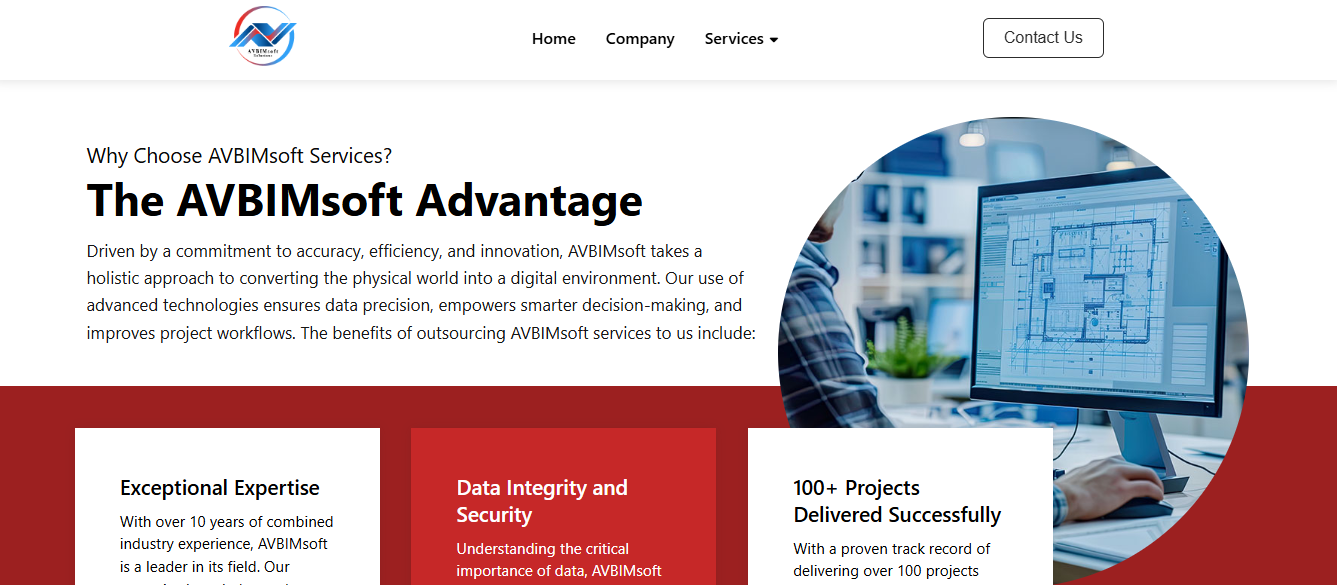 AVBIMsoft
Solutions
Home
Company
Services
Contact Us
Why Choose AVBIMsoft Services?
The AVBIMsoft Advantage
Driven by a commitment to accuracy, efficiency, and innovation, AVBIMsoft takes a
holistic approach to converting the physical world into a digital environment. Our use of
advanced technologies ensures data precision, empowers smarter decision-making, and
improves project workflows. The benefits of outsourcing AVBIMsoft services to us include:
Exceptional Expertise
With over 10 years of combined
industry experience, AVBIMsoft
is a leader in its field. Our
Data Integrity and
Security
Understanding the critical
importance of data, AVBIMsoft
100+ Projects
Delivered Successfully
With a proven track record of
delivering over 100 projects